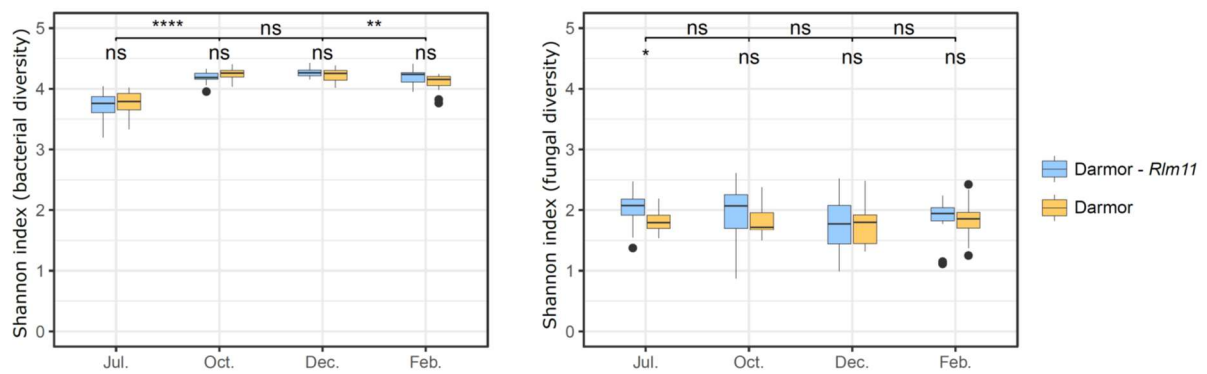 Shannon index (bacterial diversity)
5
4
3
2
1
0
**** ns **
ns ns ns ns
Jul. Oct. Dec. Feb.
Shannon index (fungal diversity)
5
4
3
2
1
0
ns ns ns
* ns ns ns
Jul. Oct. Dec. Feb.
Darmor - Rlm11
Darmor